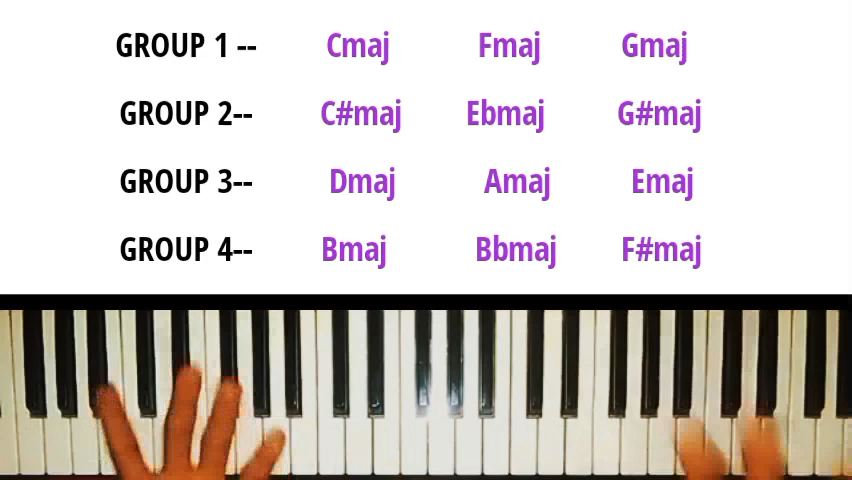 GROUP 1 -- Cmaj Fmaj Gmaj
GROUP 2-- C#maj Ebmaj G#maj
GROUP 3-- Dmaj Amaj Emaj
GROUP 4-- Bmaj Bbmaj F#maj